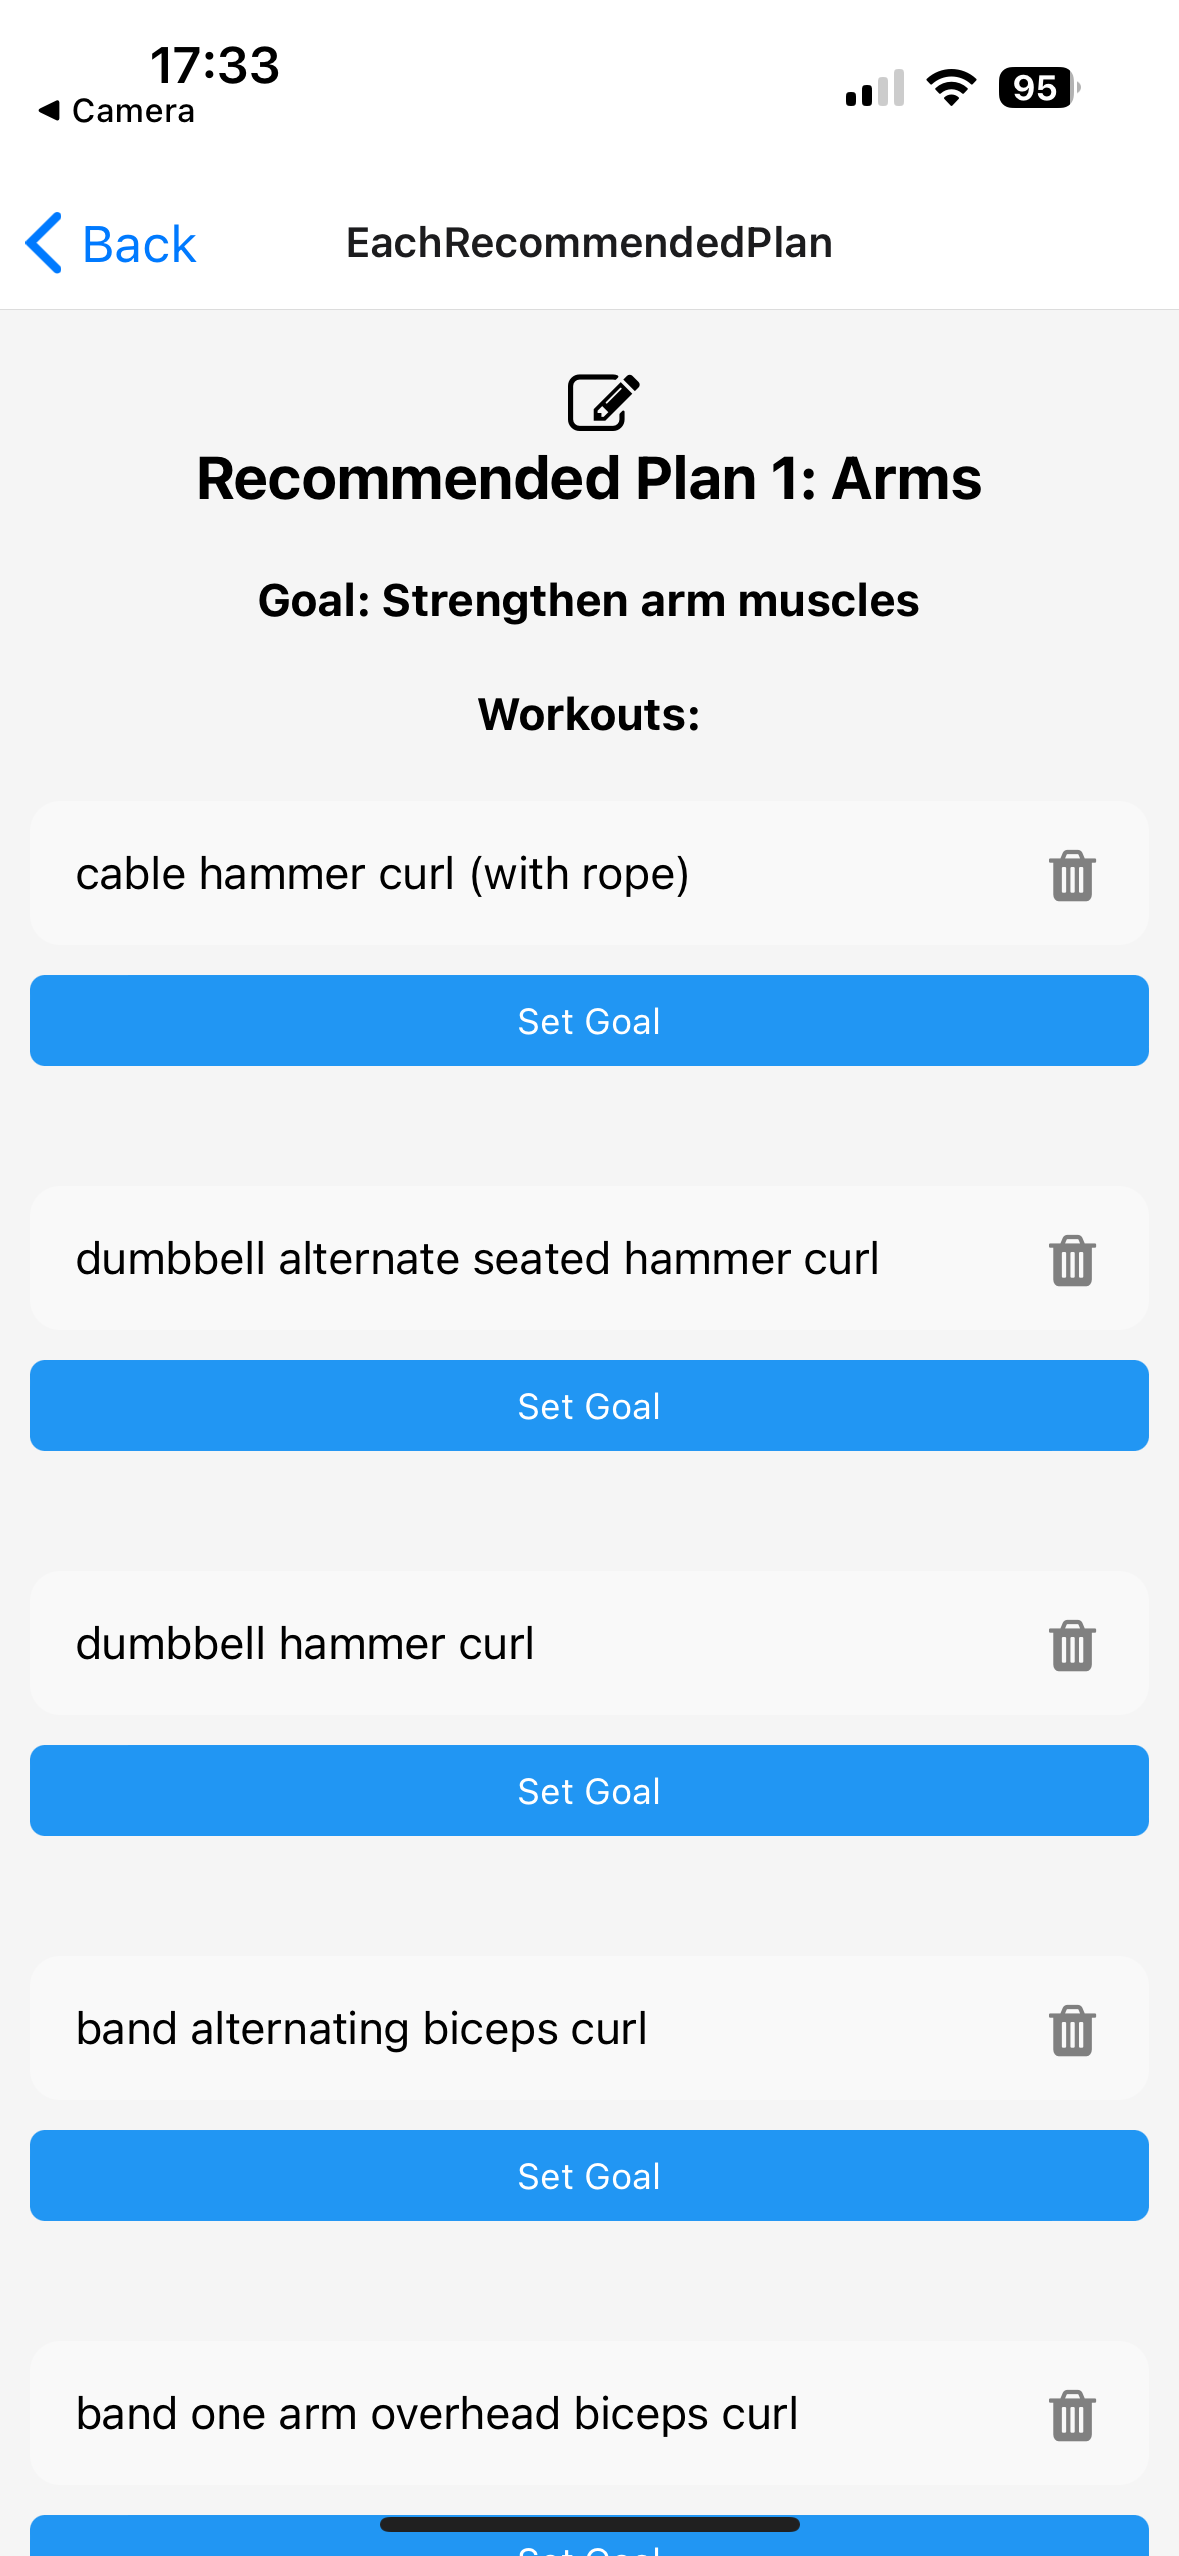 17:33
◀ Camera
95
Back
EachRecommendedPlan
Recommended Plan 1: Arms
Goal: Strengthen arm muscles
Workouts:
cable hammer curl (with rope)
Set Goal
dumbbell alternate seated hammer curl
Set Goal
dumbbell hammer curl
Set Goal
band alternating biceps curl
Set Goal
band one arm overhead biceps curl
Set Goal